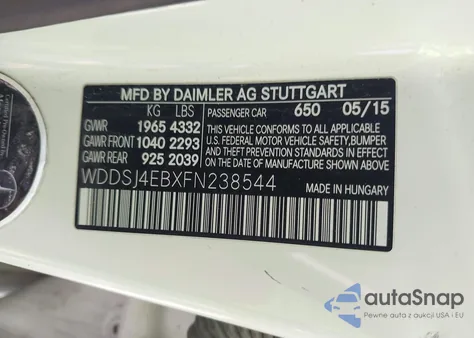 MFD BY DAIMLER AG STUTTGART
KG LBS
PASSENGER CAR 650 05/15
GVWR 1965 4332
GAWR FRONT 1040 2293
GAWR REAR 925 2039
THIS VEHICLE CONFORMS TO ALL APPLICABLE
U.S. FEDERAL MOTOR VEHICLE SAFETY,BUMPER
AND THEFT PREVENTION STANDARDS IN EFFECT
ON THE DATE OF MANUFACTURE SHOWN ABOVE.
WDDSJ4EBXFN238544
MADE IN HUNGARY
autoSnap
Pewne auta z aukcji USA i EU